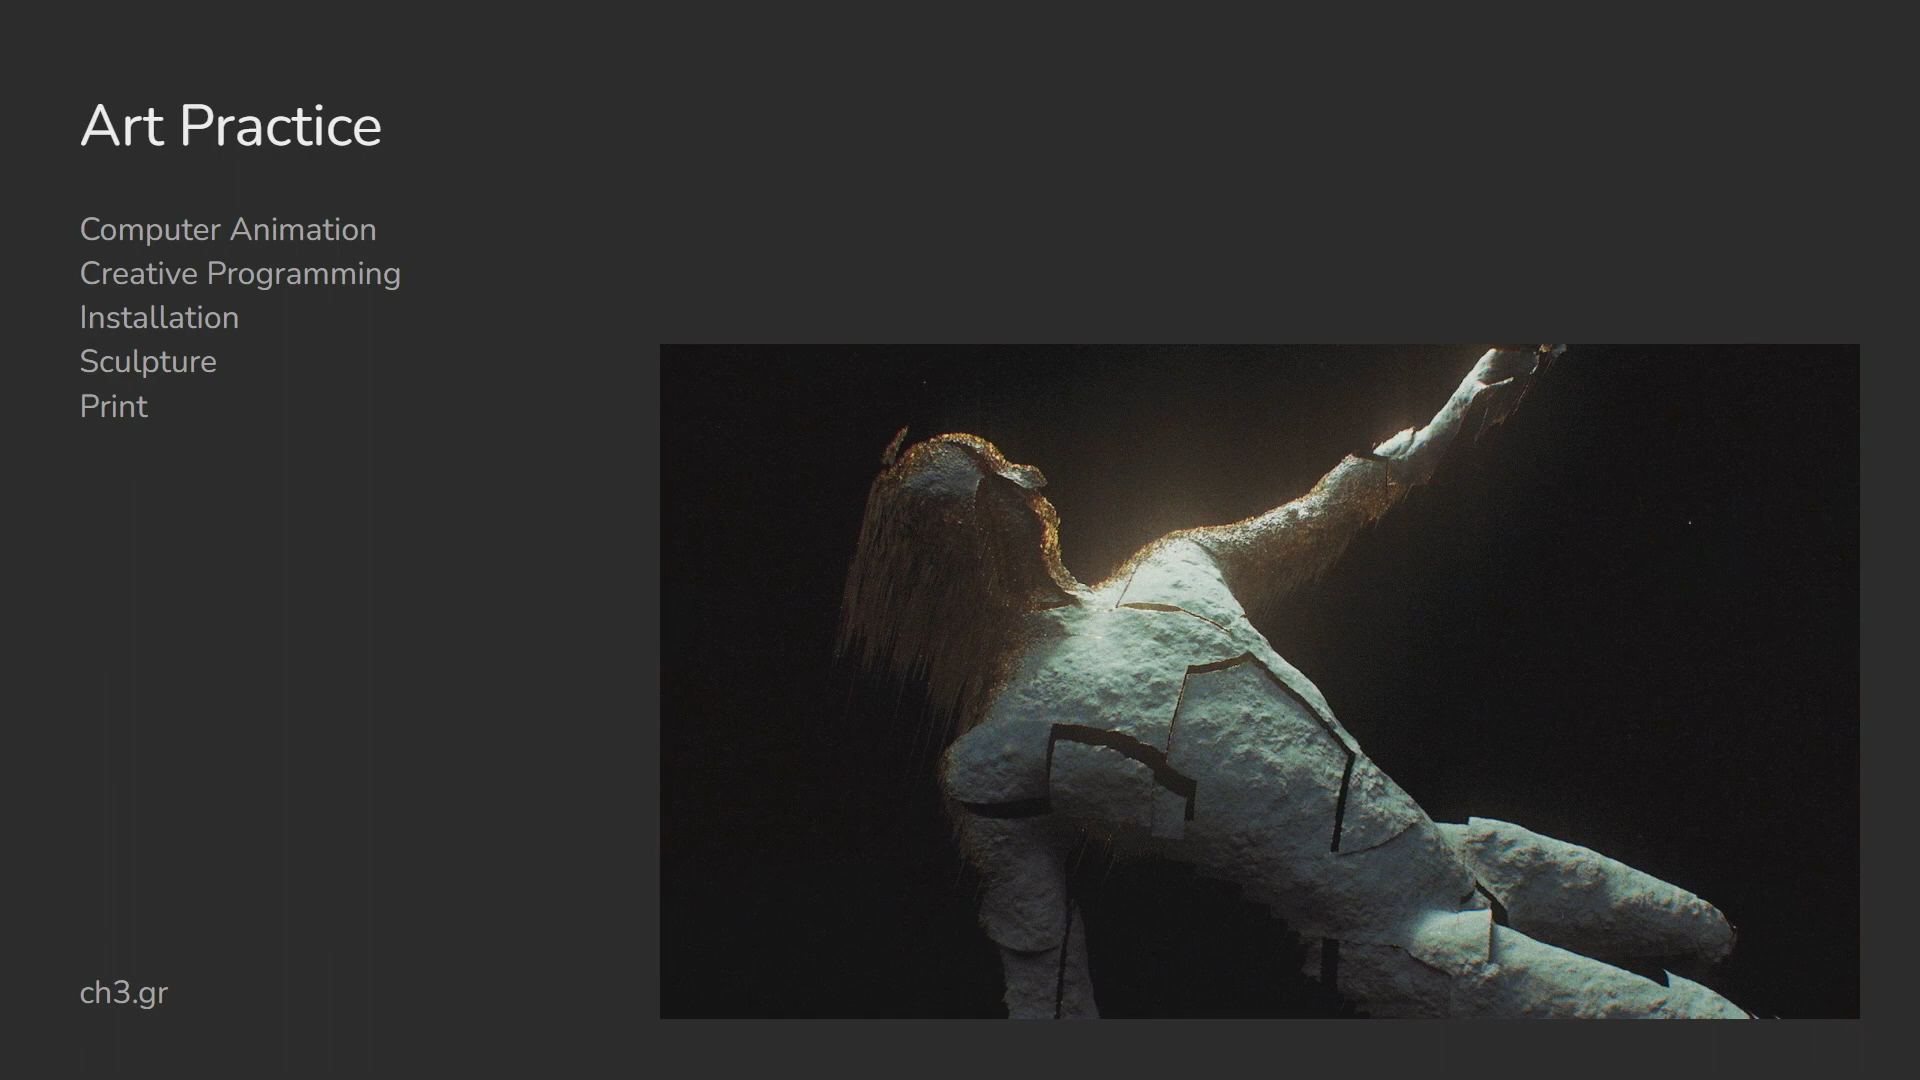 Art Practice
Computer Animation
Creative Programming
Installation
Sculpture
Print
ch3.gr